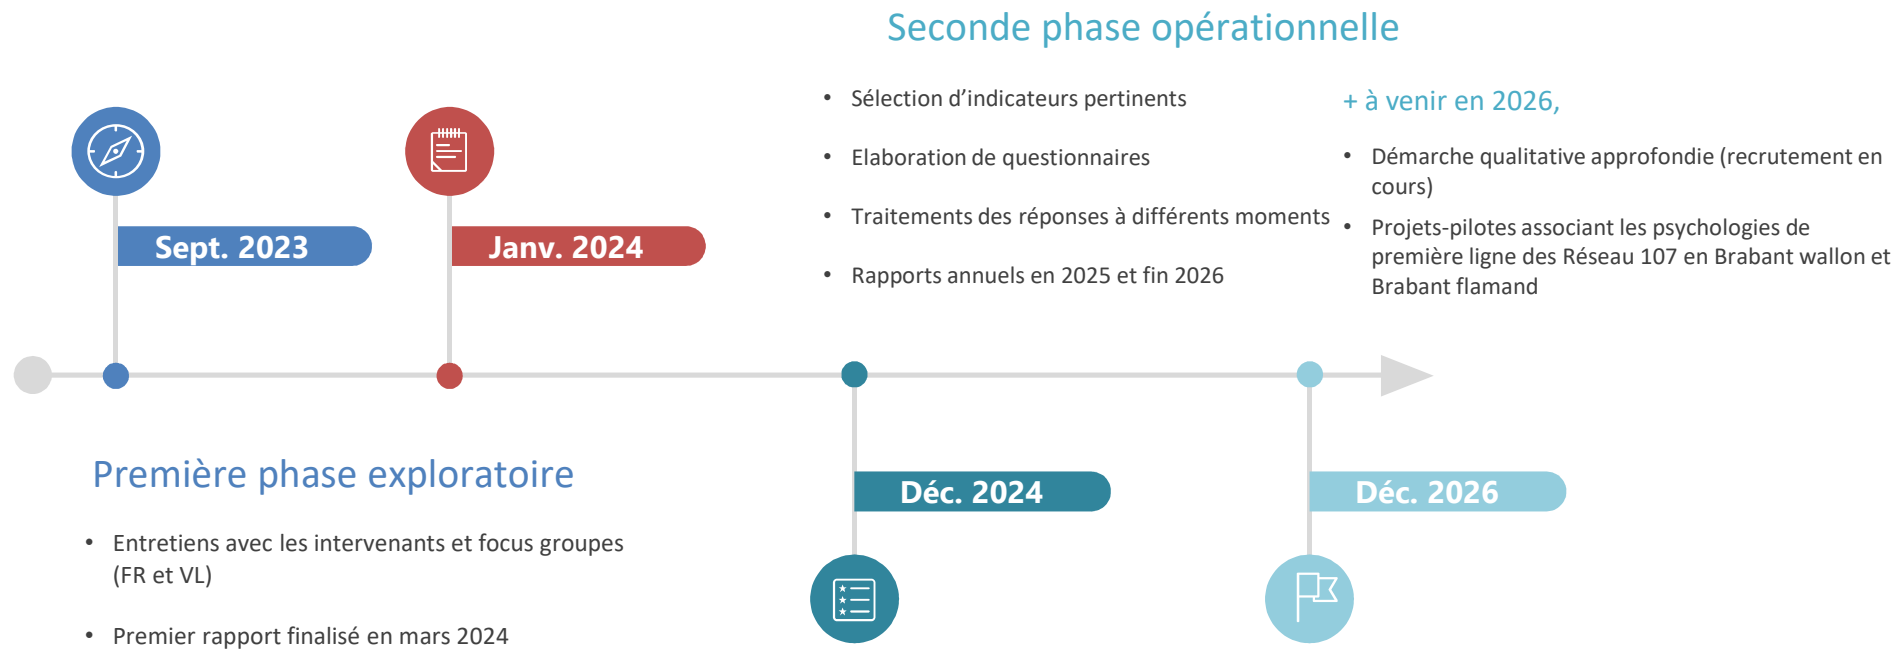 Seconde phase opérationnelle
• Sélection d’indicateurs pertinents
• Elaboration de questionnaires
• Traitements des réponses à différents moments
• Rapports annuels en 2025 et fin 2026
+ à venir en 2026,
• Démarche qualitative approfondie (recrutement en
cours)
• Projets-pilotes associant les psychologies de
première ligne des Réseau 107 en Brabant wallon et
Brabant flamand
Sept. 2023
Janv. 2024
Première phase exploratoire
• Entretiens avec les intervenants et focus groupes
(FR et VL)
• Premier rapport finalisé en mars 2024
Déc. 2024
Déc. 2026